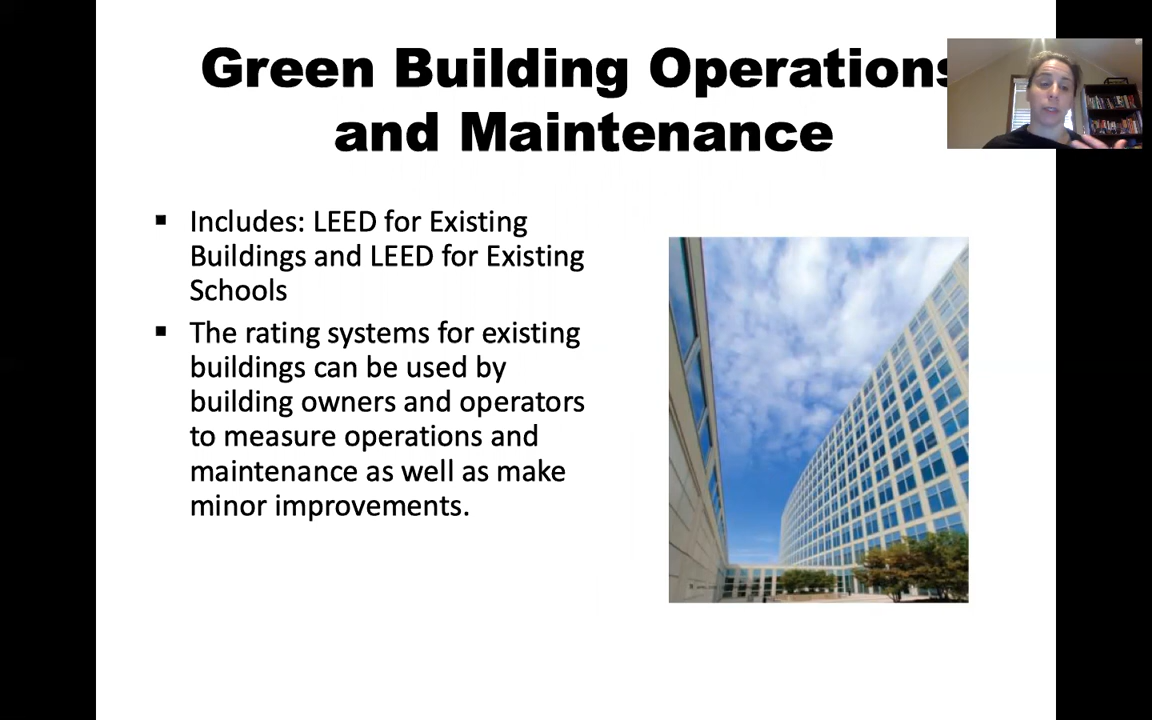 Green Building Operations
and Maintenance
▪ Includes: LEED for Existing
Buildings and LEED for Existing
Schools
▪ The rating systems for existing
buildings can be used by
building owners and operators
to measure operations and
maintenance as well as make
minor improvements.